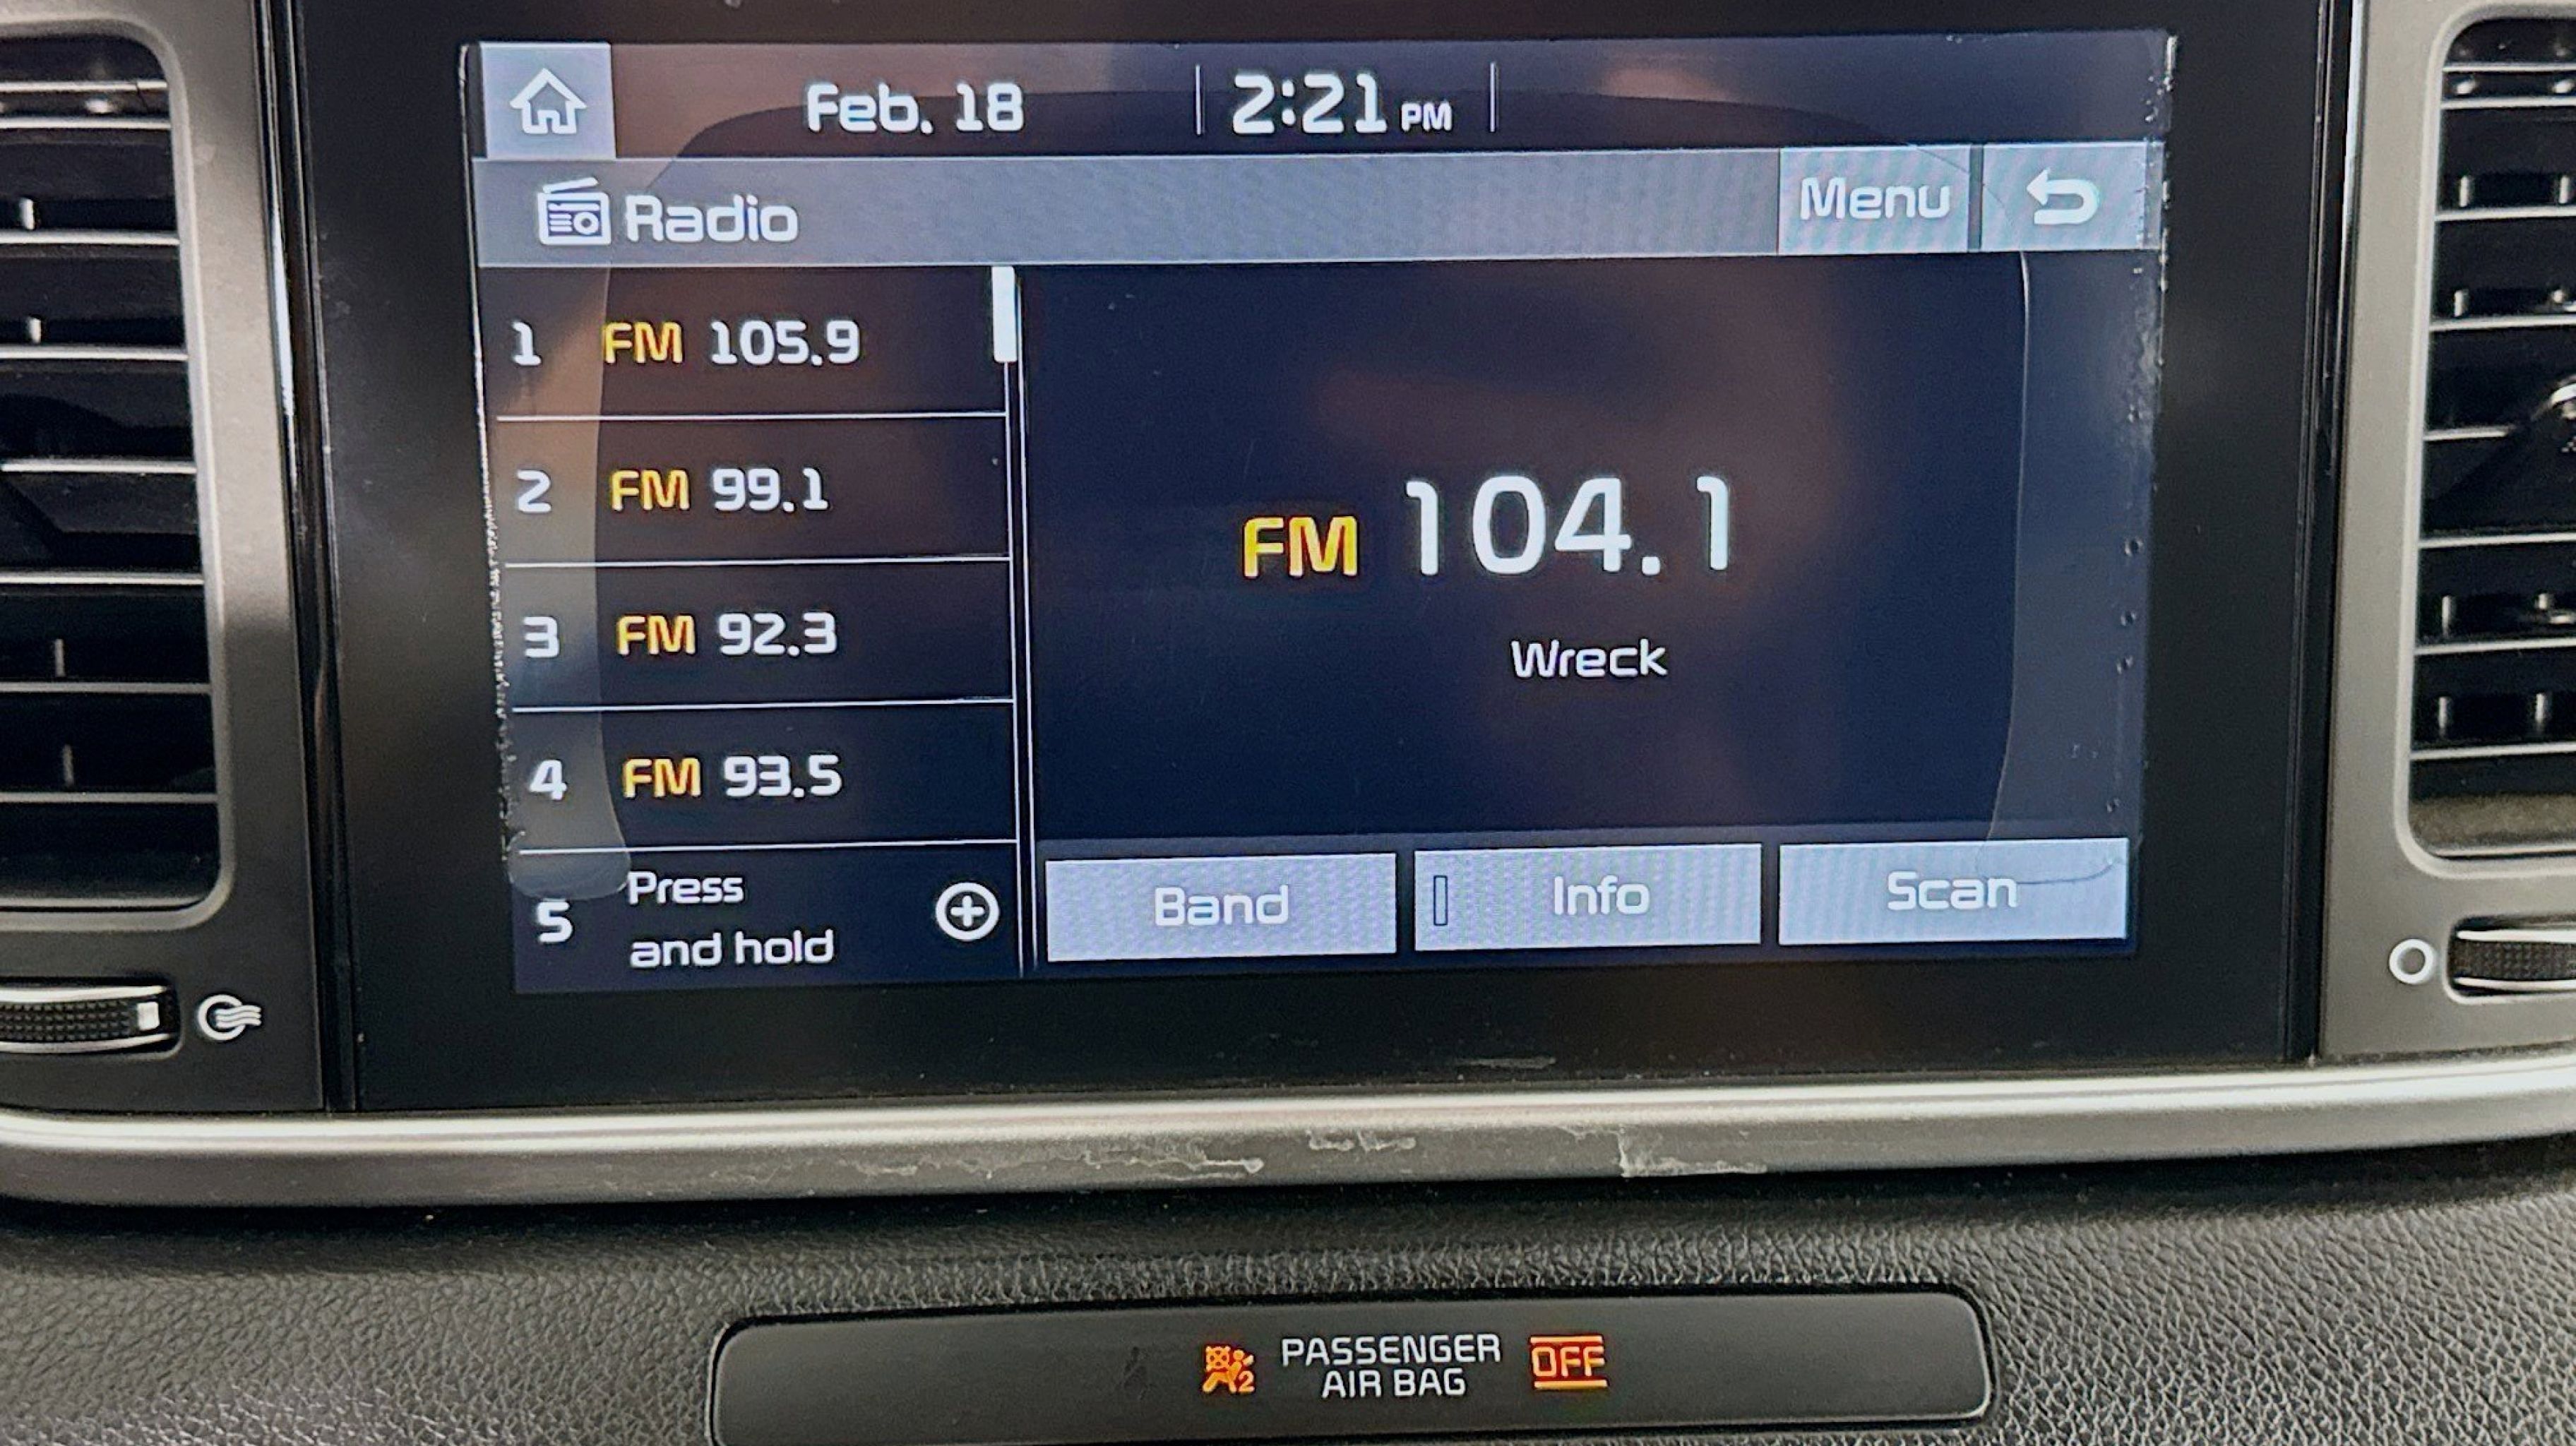 Feb. 18
2:21 PM
Radio
Menu
1 FM 105.9
2 FM 99.1
3 FM 92.3
4 FM 93.5
5 Press
and hold
FM 104.1
Wreck
Band
Info
Scan
2 PASSENGER
AIR BAG
OFF